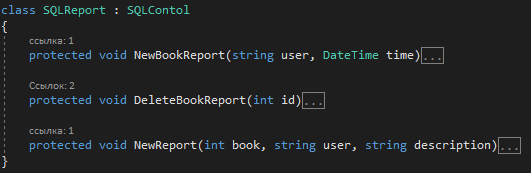 class SQLReport : SQLContol
{
ссылка: 1
protected void NewBookReport(string user, DateTime time)...
Ссылок: 2
protected void DeleteBookReport(int id)...
ссылка: 1
protected void NewReport(int book, string user, string description)...
}